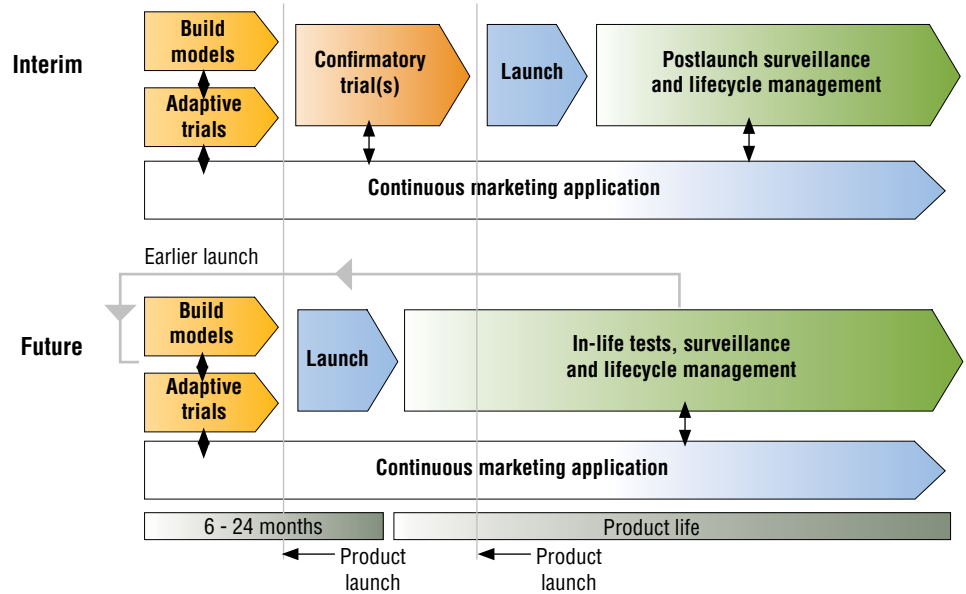 Interim
Build
models
Adaptive
trials
Confirmatory
trial(s)
Launch
Postlaunch surveillance
and lifecycle management
Continuous marketing application
Earlier launch
Future
Build
models
Adaptive
trials
Launch
In-life tests, surveillance
and lifecycle management
Continuous marketing application
6 - 24 months
Product life
Product
launch
Product
launch